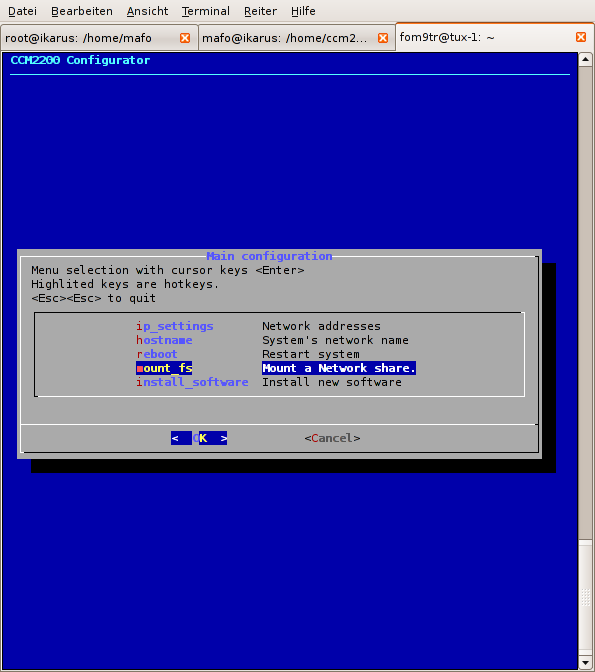 Datei Bearbeiten Ansicht Terminal Reiter Hilfe
root@ikarus: /home/mafo mafo@ikarus: /home/ccm2... fom9tr@tux-1: ~
CCM2200 Configurator
Main configuration
Menu selection with cursor keys <Enter>
Highlited keys are hotkeys.
<Esc><Esc> to quit
ip_settings Network addresses
hostname System's network name
reboot Restart system
mount_fs Mount a Network share.
install_software Install new software
< OK > <Cancel>